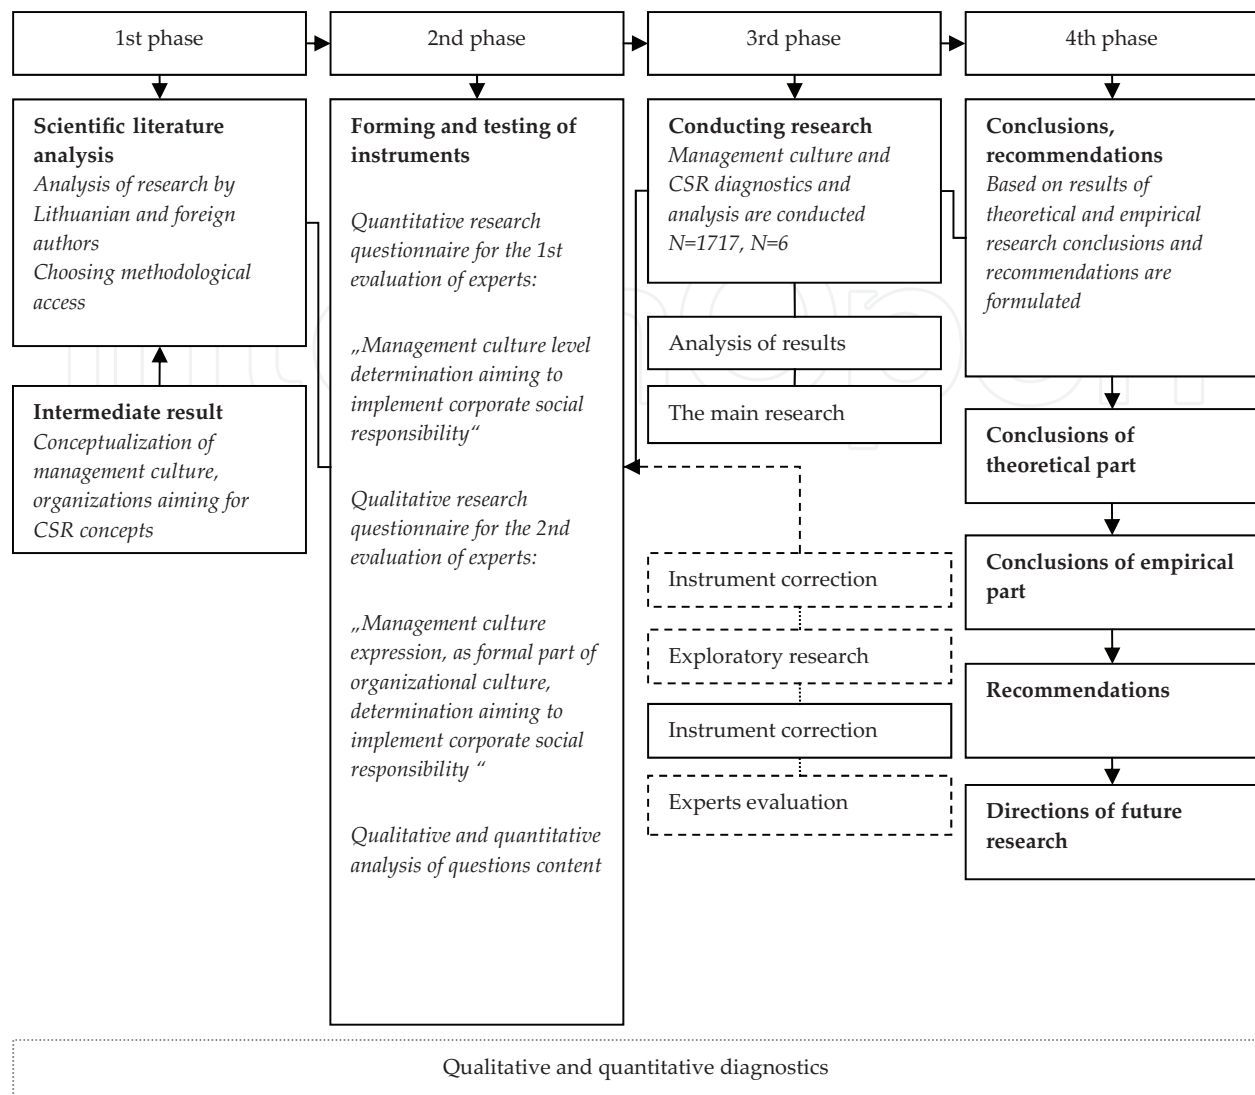 1st phase
2nd phase
3rd phase
4th phase
Scientific literature
analysis
Analysis of research by
Lithuanian and foreign
authors
Choosing methodological
access
Intermediate result
Conceptualization of
management culture,
organizations aiming for
CSR concepts
Forming and testing of
instruments
Quantitative research
questionnaire for the 1st
evaluation of experts:
„Management culture level
determination aiming to
implement corporate social
responsibility“
Qualitative research
questionnaire for the 2nd
evaluation of experts:
„Management culture
expression, as formal part of
organizational culture,
determination aiming to
implement corporate social
responsibility “
Qualitative and quantitative
analysis of questions content
Conducting research
Management culture and
CSR diagnostics and
analysis are conducted
N=1717, N=6
Analysis of results
The main research
Instrument correction
Exploratory research
Instrument correction
Experts evaluation
Conclusions,
recommendations
Based on results of
theoretical and empirical
research conclusions and
recommendations are
formulated
Conclusions of
theoretical part
Conclusions of empirical
part
Recommendations
Directions of future
research
Qualitative and quantitative diagnostics